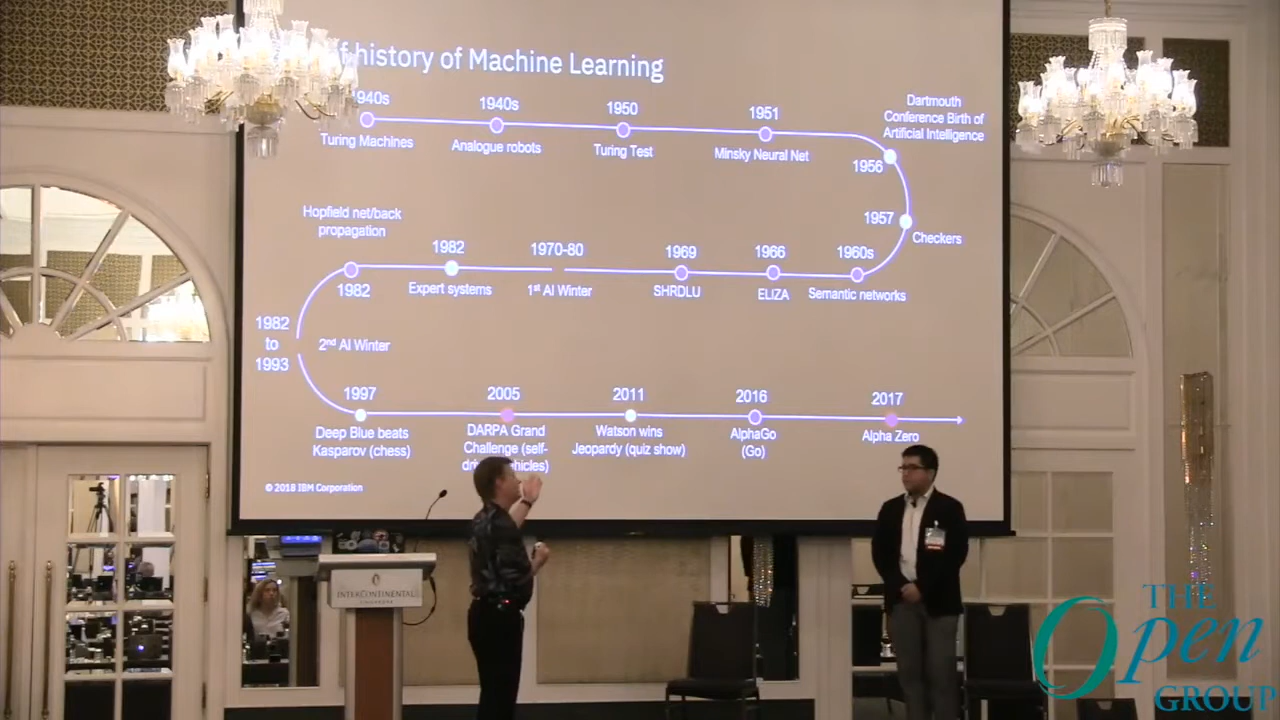 history of Machine Learning
1940s
1940s
1950
1951
Dartmouth
Conference Birth of
Artificial Intelligence
Turing Machines
Analogue robots
Turing Test
Minsky Neural Net
1956
1957
Checkers
Hopfield net/back
propagation
1982
1970-80
1969
1966
1960s
1982
Expert systems
1st AI Winter
SHRDLU
ELIZA
Semantic networks
1982
to
1993
2nd AI Winter
1997
2005
2011
2016
2017
Deep Blue beats
Kasparov (chess)
DARPA Grand
Challenge (self-
Watson wins
Jeopardy (quiz show)
AlphaGo
(Go)
Alpha Zero
© 2018 IBM Corporation
INTERCONTINENTAL
THE
Open
GROUP